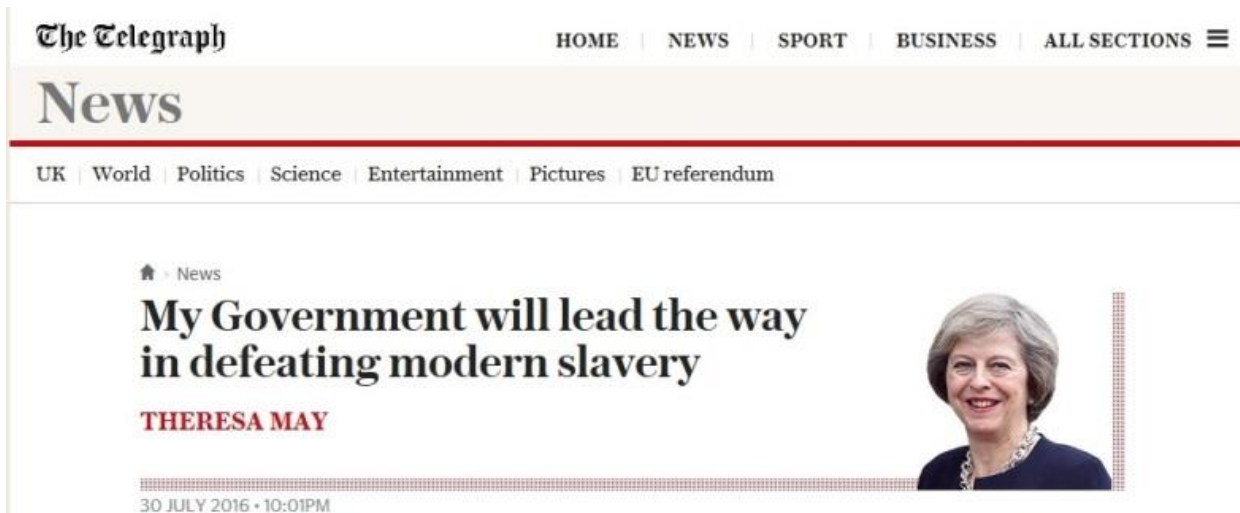 The Telegraph
HOME NEWS SPORT BUSINESS ALL SECTIONS
News
UK World Politics Science Entertainment Pictures EU referendum
News
My Government will lead the way
in defeating modern slavery
THERESA MAY
30 JULY 2016 • 10:01PM